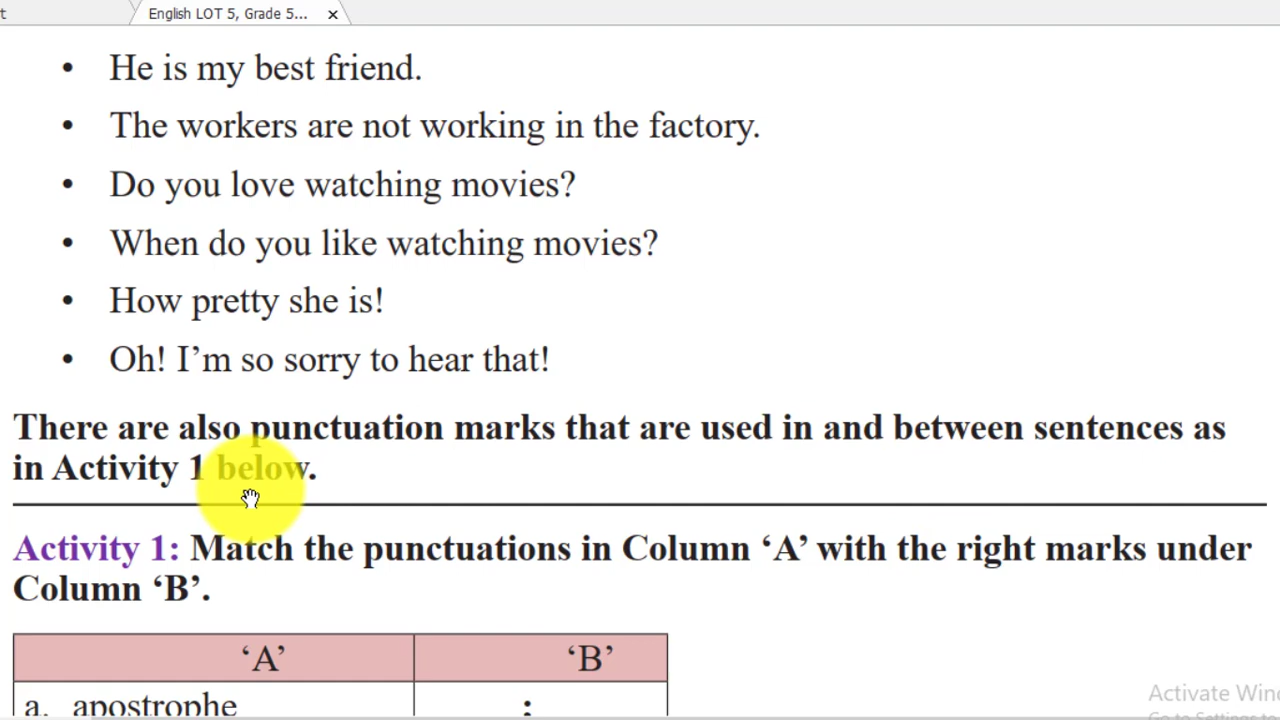 t
English LOT 5, Grade 5...
• He is my best friend.
• The workers are not working in the factory.
• Do you love watching movies?
• When do you like watching movies?
• How pretty she is!
• Oh! I’m so sorry to hear that!
There are also punctuation marks that are used in and between sentences as
in Activity 1 below.
Activity 1: Match the punctuations in Column ‘A’ with the right marks under
Column ‘B’.
‘A’ ‘B’
a. apostrophe :
Activate Win